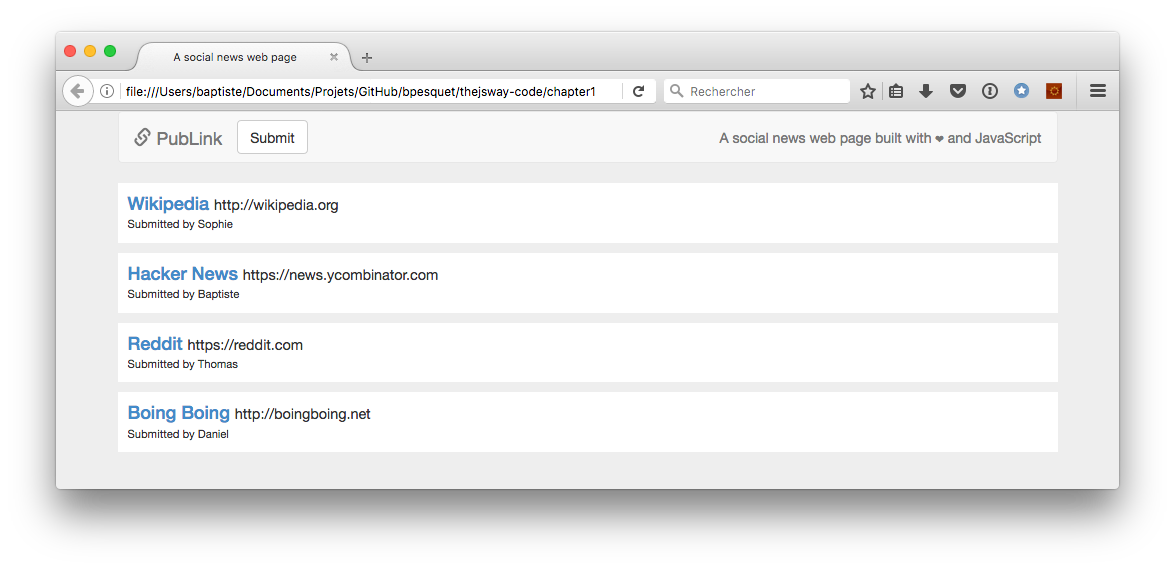 A social news web page
file:///Users/baptiste/Documents/Projets/GitHub/bpesquet/thejsway-code/chapter1
Rechercher
PubLink
Submit
A social news web page built with ❤ and JavaScript
Wikipedia http://wikipedia.org
Submitted by Sophie
Hacker News https://news.ycombinator.com
Submitted by Baptiste
Reddit https://reddit.com
Submitted by Thomas
Boing Boing http://boingboing.net
Submitted by Daniel